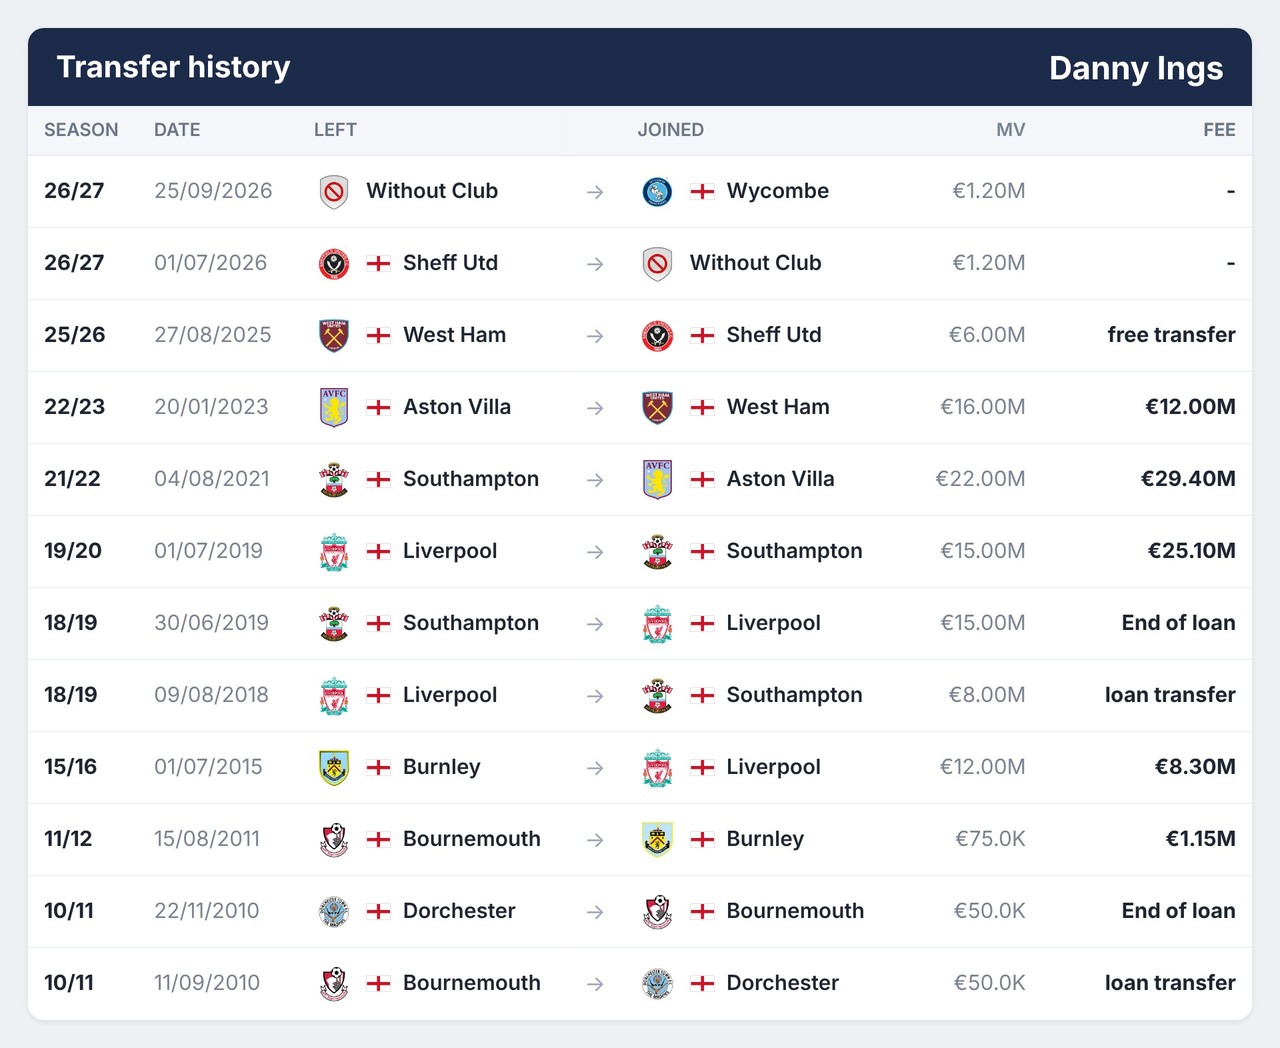 Transfer history Danny Ings
SEASON DATE LEFT JOINED MV FEE
26/27 25/09/2026 Without Club → Wycombe €1.20M -
26/27 01/07/2026 Sheff Utd → Without Club €1.20M -
25/26 27/08/2025 West Ham → Sheff Utd €6.00M free transfer
22/23 20/01/2023 Aston Villa → West Ham €16.00M €12.00M
21/22 04/08/2021 Southampton → Aston Villa €22.00M €29.40M
19/20 01/07/2019 Liverpool → Southampton €15.00M €25.10M
18/19 30/06/2019 Southampton → Liverpool €15.00M End of loan
18/19 09/08/2018 Liverpool → Southampton €8.00M loan transfer
15/16 01/07/2015 Burnley → Liverpool €12.00M €8.30M
11/12 15/08/2011 Bournemouth → Burnley €75.0K €1.15M
10/11 22/11/2010 Dorchester → Bournemouth €50.0K End of loan
10/11 11/09/2010 Bournemouth → Dorchester €50.0K loan transfer